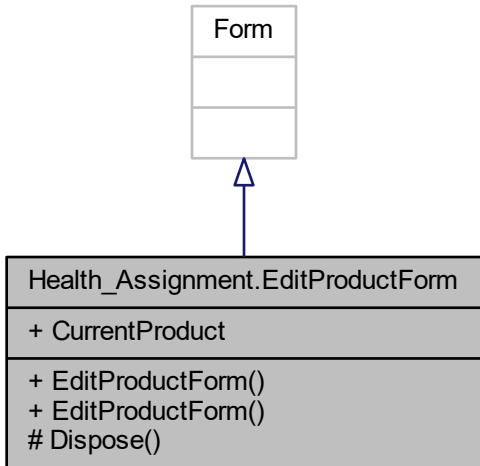 Form
Health_Assignment.EditProductForm
+ CurrentProduct
+ EditProductForm()
+ EditProductForm()
# Dispose()